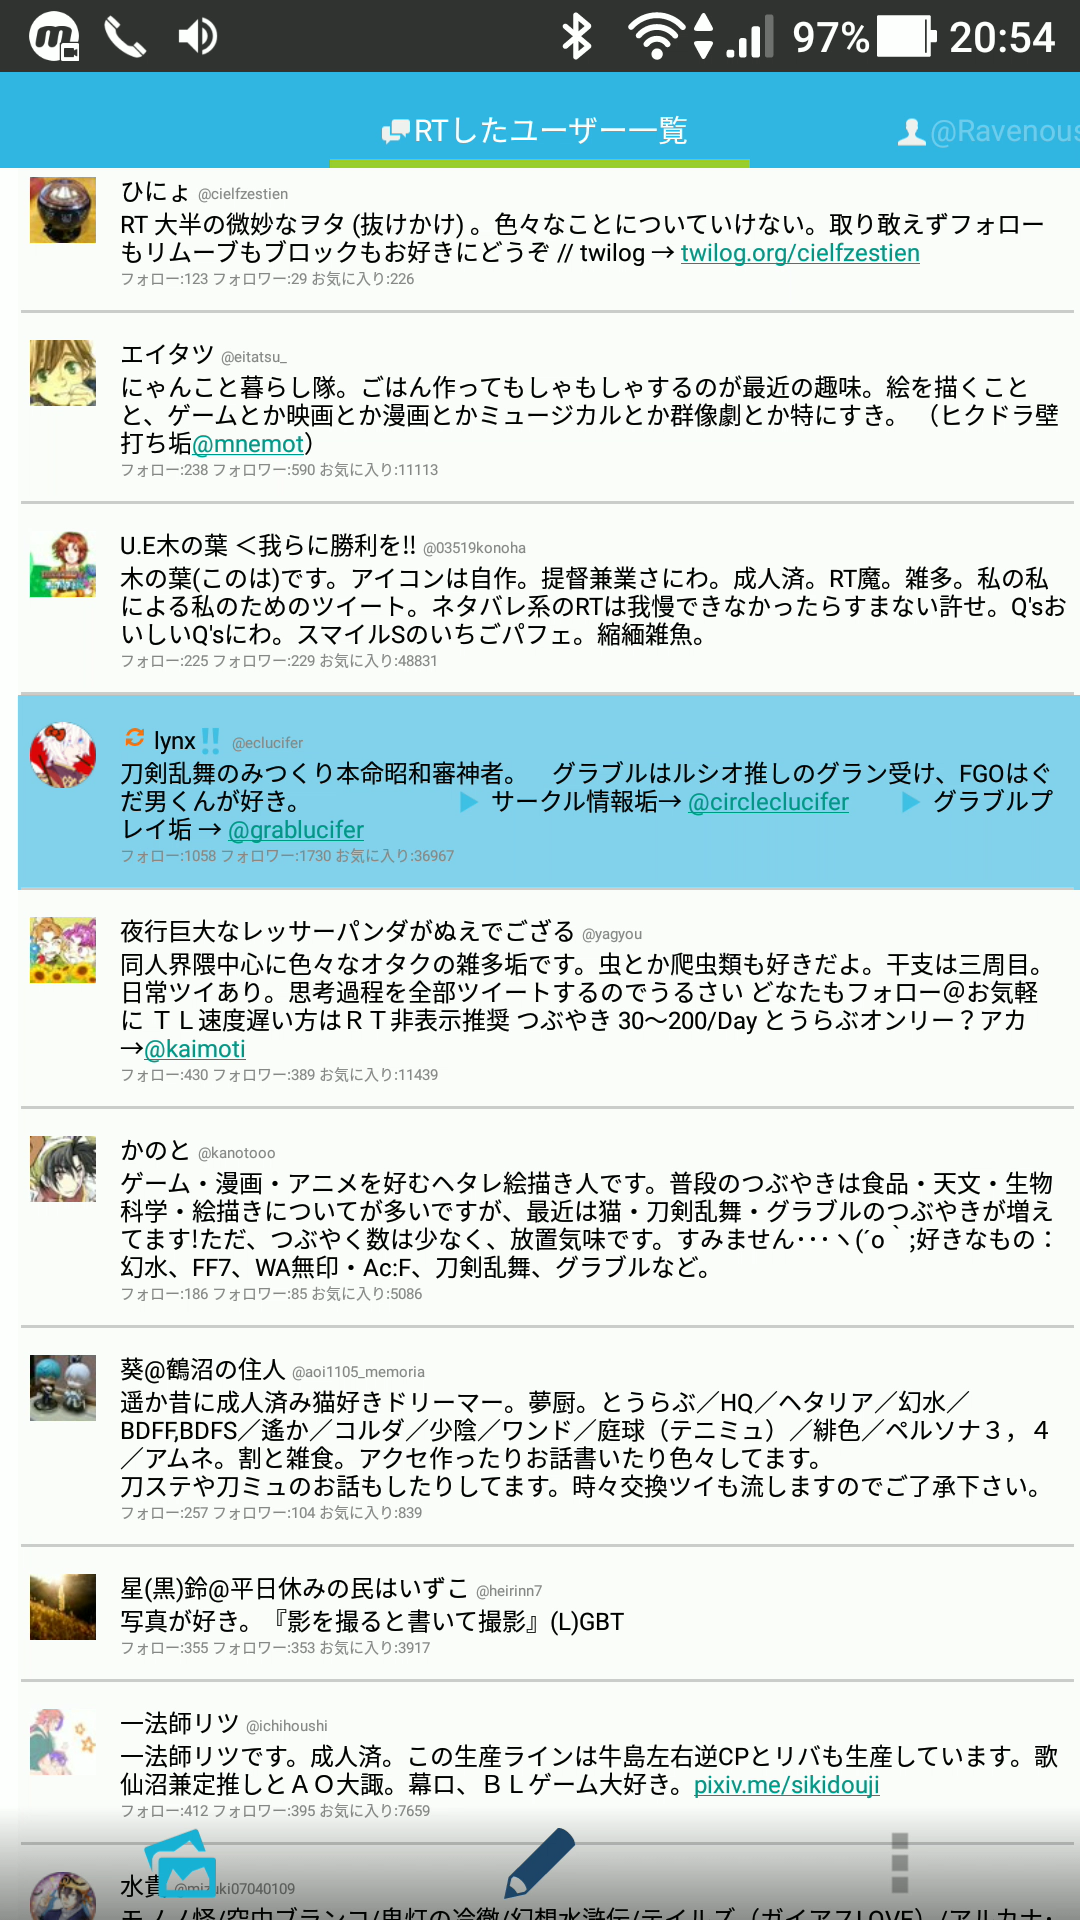 97% 20:54
RTしたユーザー一覧 @Ravenous
ひにょ @cielfzestien
RT 大半の微妙なヲタ (抜けかけ) 。色々なことについていけない。取り敢えずフォロー
もリムーブもブロックもお好きにどうぞ // twilog → twilog.org/cielfzestien
フォロー:123 フォロワー:29 お気に入り:226
エイタツ @eitatsu_
にゃんこと暮らし隊。ごはん作ってもしゃもしゃするのが最近の趣味。絵を描くこと
と、ゲームとか映画とか漫画とかミュージカルとか群像劇とか特にすき。 （ヒクドラ壁
打ち垢@mnemot）
フォロー:238 フォロワー:590 お気に入り:11113
U.E木の葉 ＜我らに勝利を!! @03519konoha
木の葉(このは)です。アイコンは自作。提督兼業さにわ。成人済。RT魔。雑多。私の私
による私のためのツイート。ネタバレ系のRTは我慢できなかったらすまない許せ。Q'sお
いしいQ'sにわ。スマイルSのいちごパフェ。縮緬雑魚。
フォロー:225 フォロワー:229 お気に入り:48831
lynx‼ @eclucifer
刀剣乱舞のみつくり本命昭和審神者。 グラブルはルシオ推しのグラン受け、FGOはぐ
だ男くんが好き。 ▶ サークル情報垢→ @circleclucifer ▶ グラブルプ
レイ垢 → @grablucifer
フォロー:1058 フォロワー:1730 お気に入り:36967
夜行巨大なレッサーパンダがぬえでござる @yagyou
同人界隈中心に色々なオタクの雑多垢です。虫とか爬虫類も好きだよ。干支は三周目。
日常ツイあり。思考過程を全部ツイートするのでうるさい どなたもフォロー＠お気軽
に ＴＬ速度遅い方はＲＴ非表示推奨 つぶやき 30〜200/Day とうらぶオンリー？アカ
→@kaimoti
フォロー:430 フォロワー:389 お気に入り:11439
かのと @kanotooo
ゲーム・漫画・アニメを好むヘタレ絵描き人です。普段のつぶやきは食品・天文・生物
科学・絵描きについてが多いですが、最近は猫・刀剣乱舞・グラブルのつぶやきが増え
てます!ただ、つぶやく数は少なく、放置気味です。すみません･･･ヽ(´o｀;好きなもの：
幻水、FF7、WA無印・Ac:F、刀剣乱舞、グラブルなど。
フォロー:186 フォロワー:85 お気に入り:5086
葵@鶴沼の住人 @aoi1105_memoria
遥か昔に成人済み猫好きドリーマー。夢厨。とうらぶ／HQ／ヘタリア／幻水／
BDFF,BDFS／遙か／コルダ／少陰／ワンド／庭球（テニミュ）／緋色／ペルソナ３，４
／アムネ。割と雑食。アクセ作ったりお話書いたり色々してます。
刀ステや刀ミュのお話もしたりしてます。時々交換ツイも流しますのでご了承下さい。
フォロー:257 フォロワー:104 お気に入り:839
星(黒)鈴@平日休みの民はいずこ @heirinn7
写真が好き。『影を撮ると書いて撮影』(L)GBT
フォロー:355 フォロワー:353 お気に入り:3917
一法師リツ @ichihoushi
一法師リツです。成人済。この生産ラインは牛島左右逆CPとリバも生産しています。歌
仙沼兼定推しとＡＯ大諏。幕ロ、ＢＬゲーム大好き。pixiv.me/sikidouji
フォロー:412 フォロワー:395 お気に入り:7659
水貴 @mizuki07040109
モノノ怪/空中ブランコ/鬼灯の冷徹/幻想水滸伝/テイルズ（ガイアスLOVE）/アルカナ・